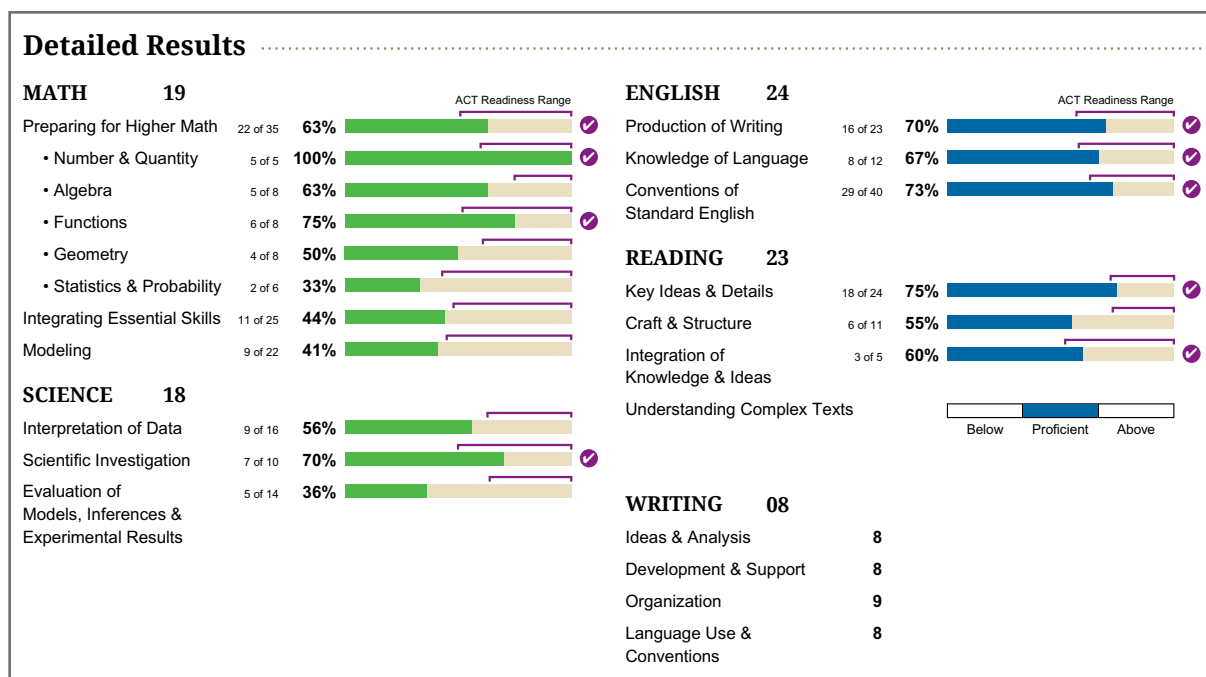 Detailed Results
MATH 19
ACT Readiness Range
Preparing for Higher Math 22 of 35 63%
• Number & Quantity 5 of 5 100%
• Algebra 5 of 8 63%
• Functions 6 of 8 75%
• Geometry 4 of 8 50%
• Statistics & Probability 2 of 6 33%
Integrating Essential Skills 11 of 25 44%
Modeling 9 of 22 41%
SCIENCE 18
Interpretation of Data 9 of 16 56%
Scientific Investigation 7 of 10 70%
Evaluation of 5 of 14 36%
Models, Inferences &
Experimental Results
ENGLISH 24
ACT Readiness Range
Production of Writing 16 of 23 70%
Knowledge of Language 8 of 12 67%
Conventions of 29 of 40 73%
Standard English
READING 23
Key Ideas & Details 18 of 24 75%
Craft & Structure 6 of 11 55%
Integration of 3 of 5 60%
Knowledge & Ideas
Understanding Complex Texts
Below Proficient Above
WRITING 08
Ideas & Analysis 8
Development & Support 8
Organization 9
Language Use & 8
Conventions